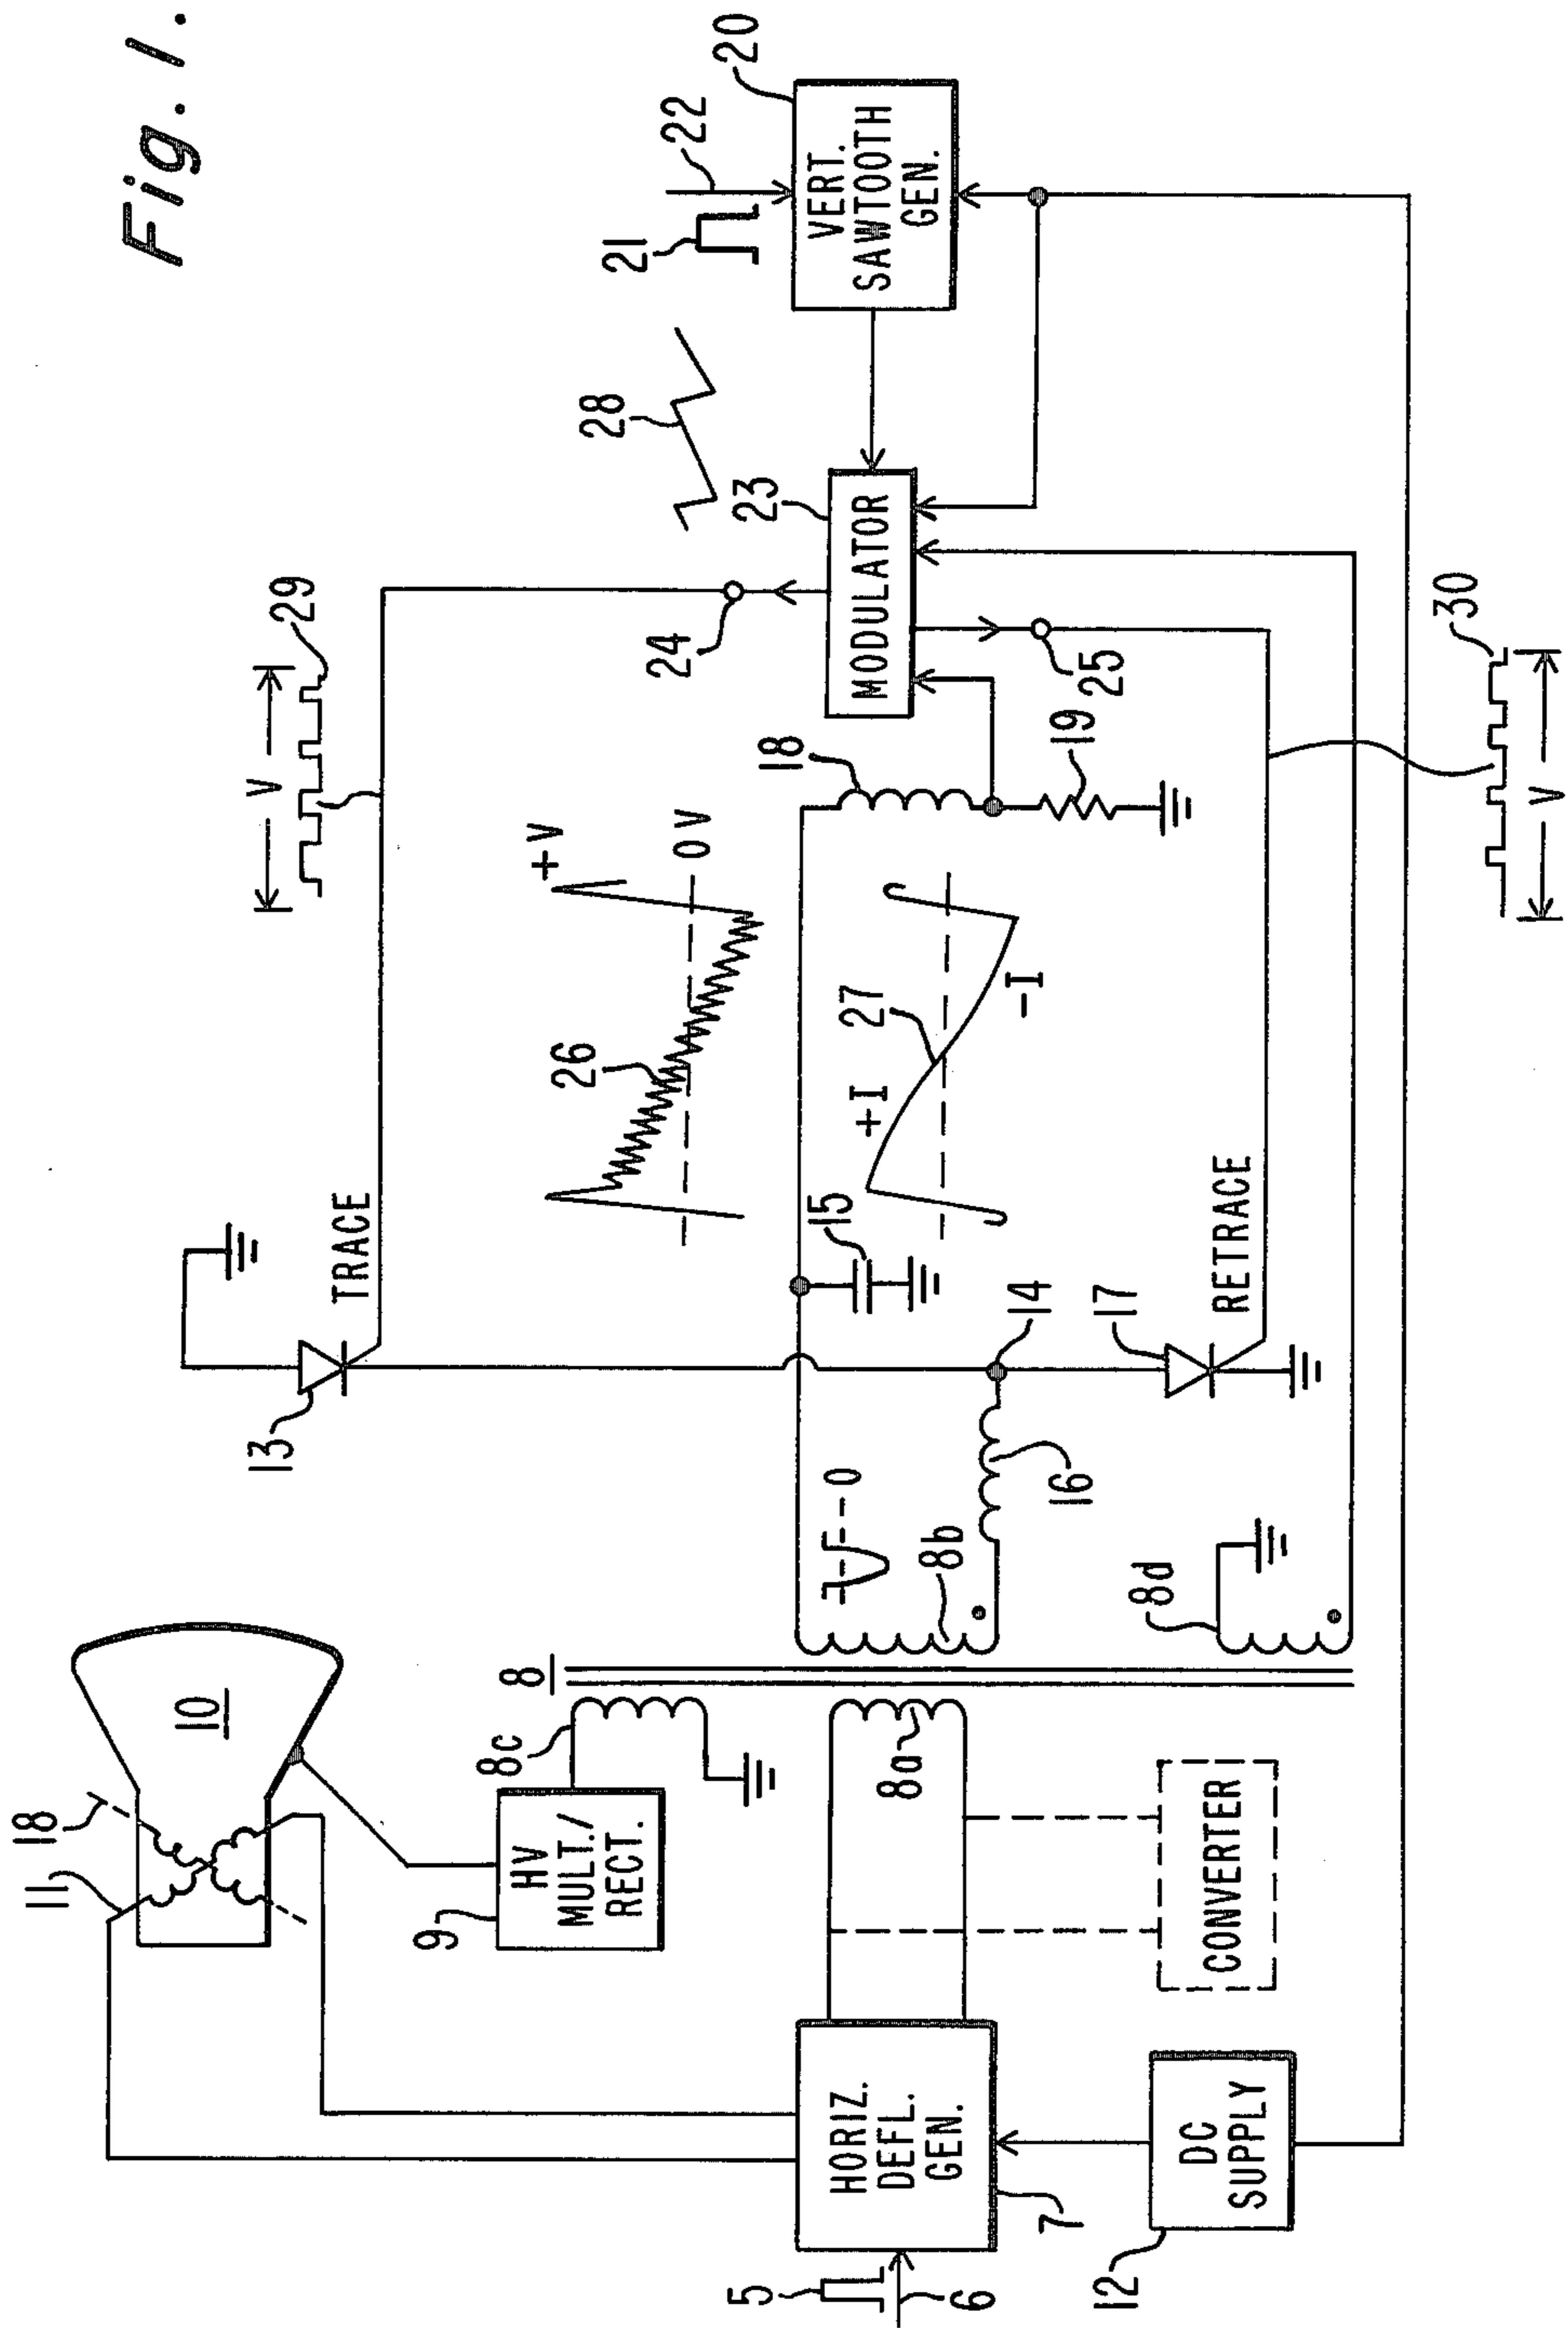 Fig. 1.
5
6
HORIZ.
DEFL.
GEN.
7
12
DC
SUPPLY
11
18
10
9
HV
MULT./
RECT.
8c
8
8a
CONVERTER
8b
8d
0
16
14
13
TRACE
15
17
RETRACE
26
+V
0V
+I
27
-I
18
19
V
29
24
25
23
MODULATOR
28
21
22
20
VERT.
SAWTOOTH
GEN.
30
V